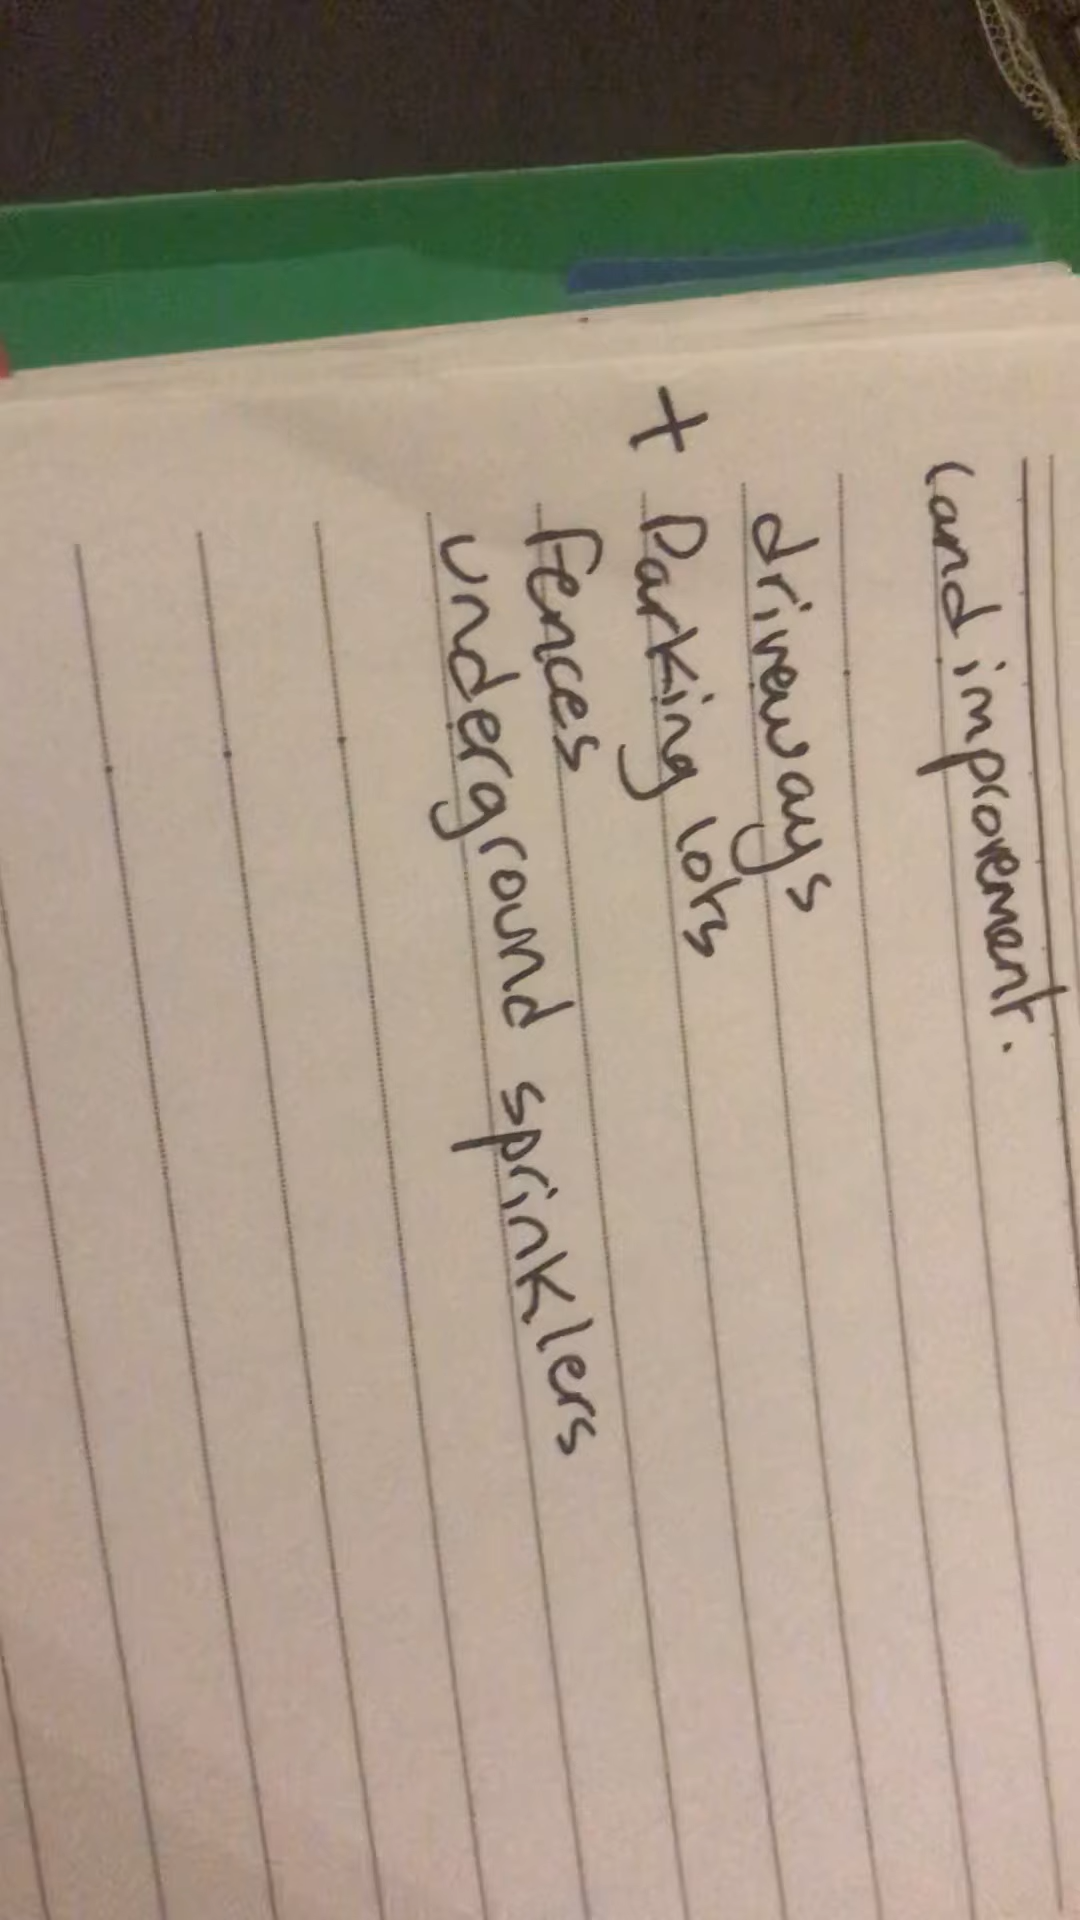 Land improvement.
driveways
+ Parking lots
Fences
underground sprinklers